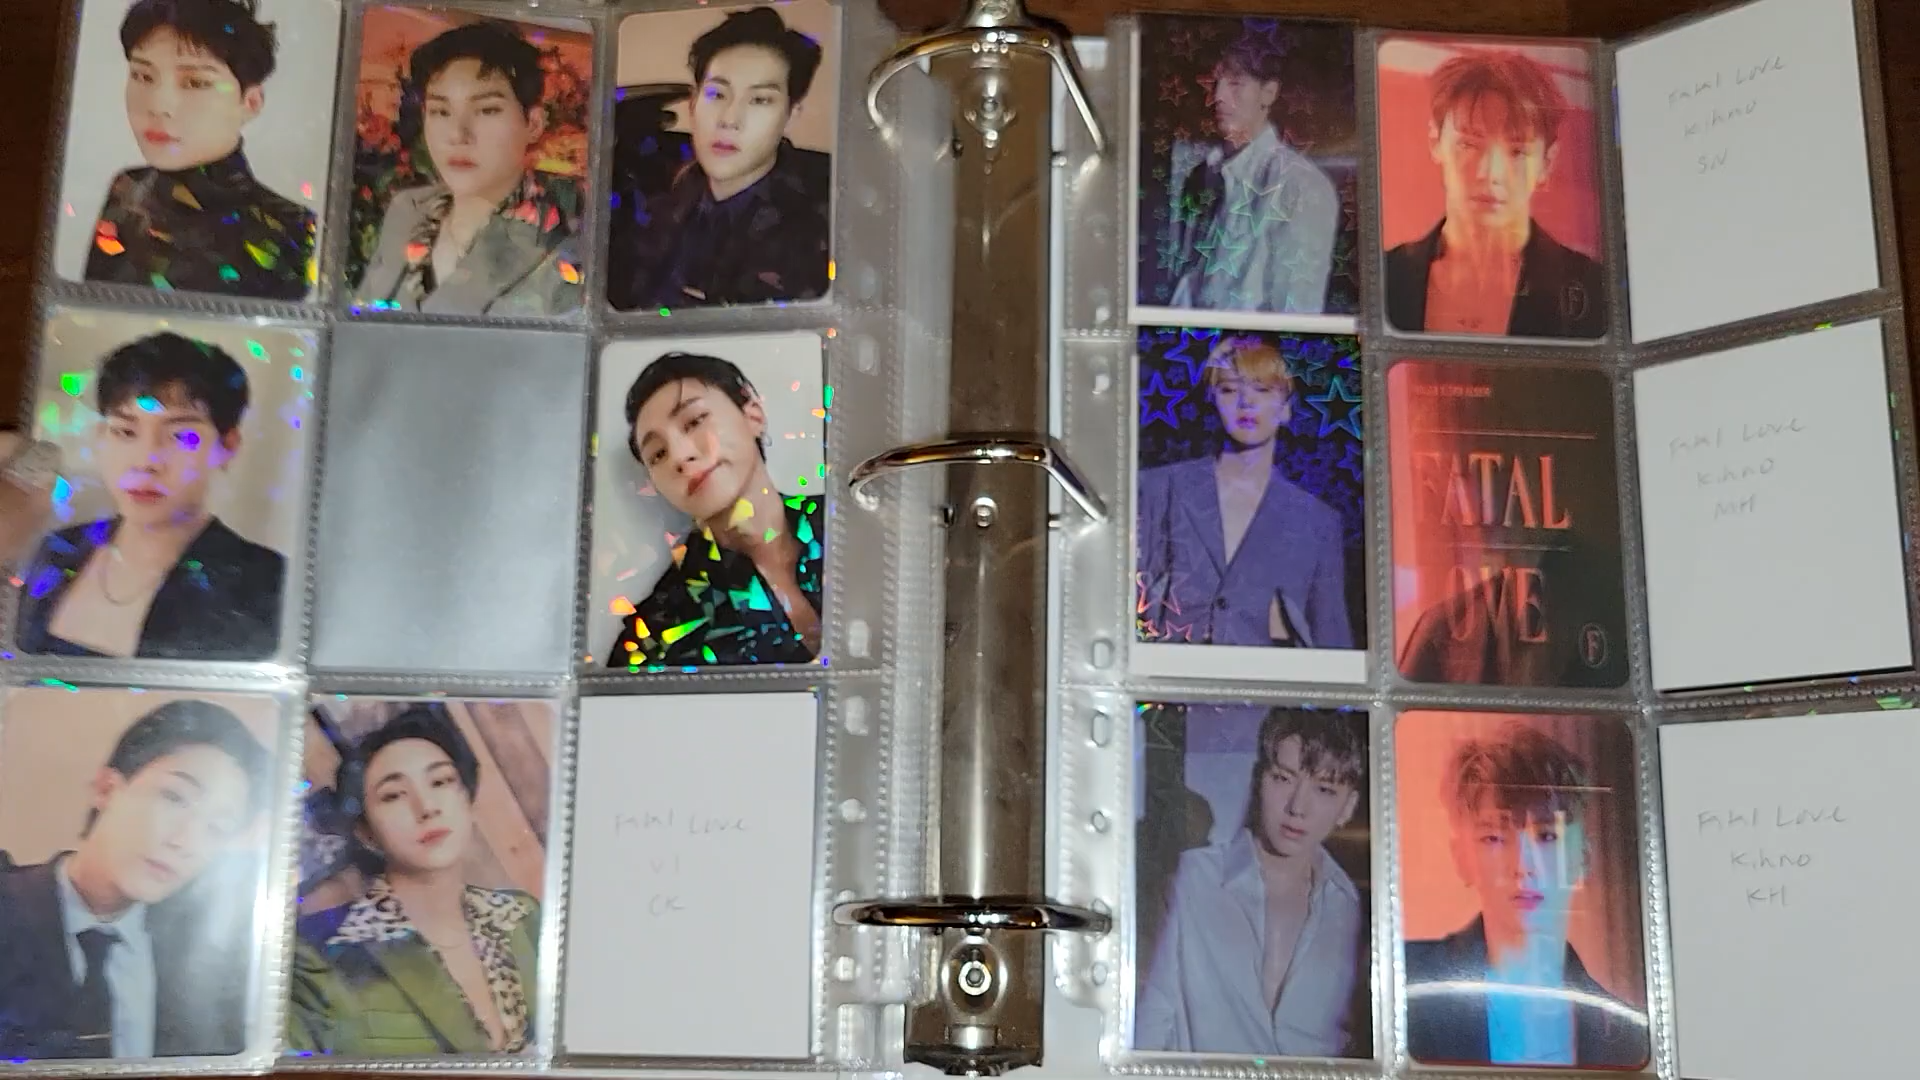 Fatal Love
V1
CK
Fatal Love
Kihno
SN
FATAL
LOVE
F
Fatal Love
Kihno
MH
Fatal Love
Kihno
KH